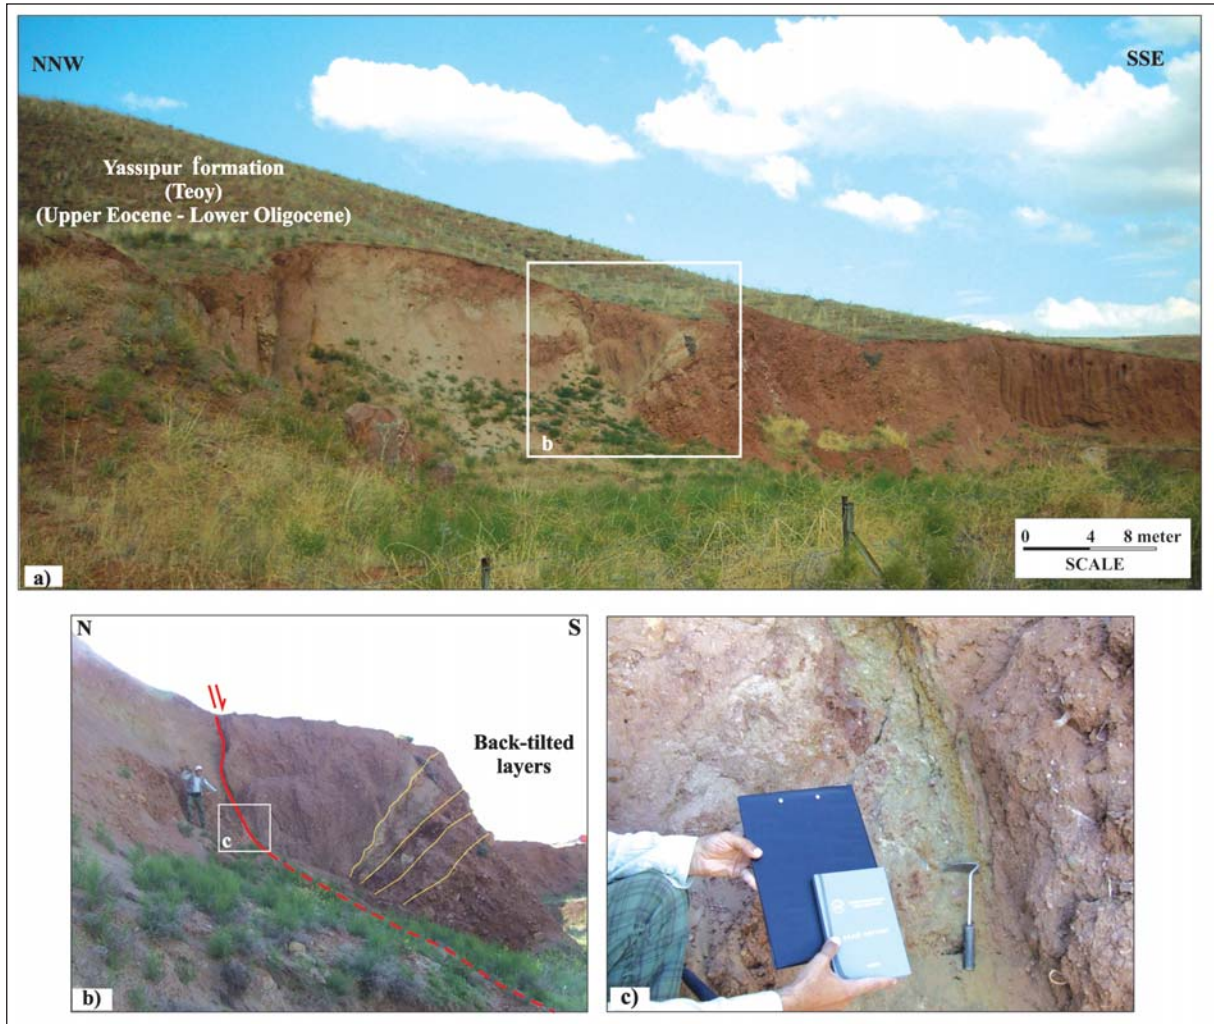 NNW
SSE
Yassıpur formation
(Teoy)
(Upper Eocene - Lower Oligocene)
b
0 4 8 meter
SCALE
a)
N
S
Back-tilted
layers
c
b)
c)